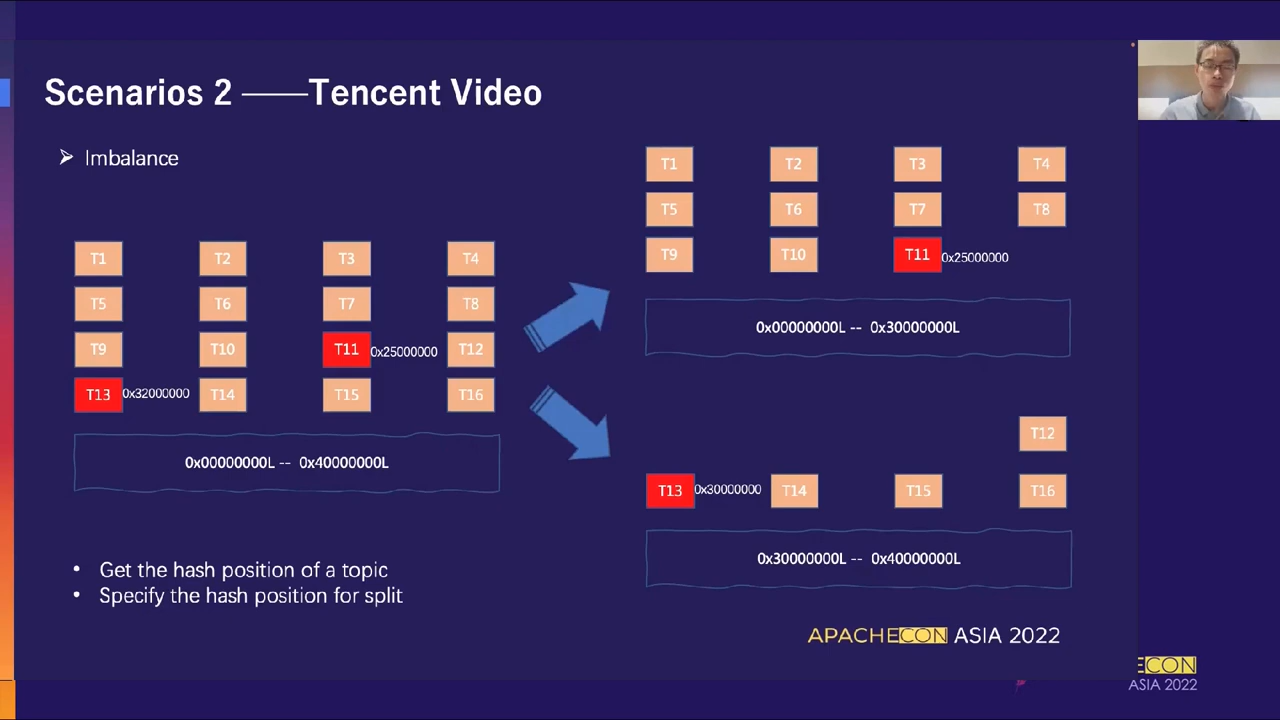 Scenarios 2 ——Tencent Video
➢ Imbalance
T1 T2 T3 T4
T5 T6 T7 T8
T9 T10 T11 0x25000000 T12
T13 0x32000000 T14 T15 T16
0x00000000L -- 0x40000000L
• Get the hash position of a topic
• Specify the hash position for split
T1 T2 T3 T4
T5 T6 T7 T8
T9 T10 T11 0x25000000
0x00000000L -- 0x30000000L
T12
T13 0x30000000 T14 T15 T16
0x30000000L -- 0x40000000L
APACHECON ASIA 2022
ECON
ASIA 2022